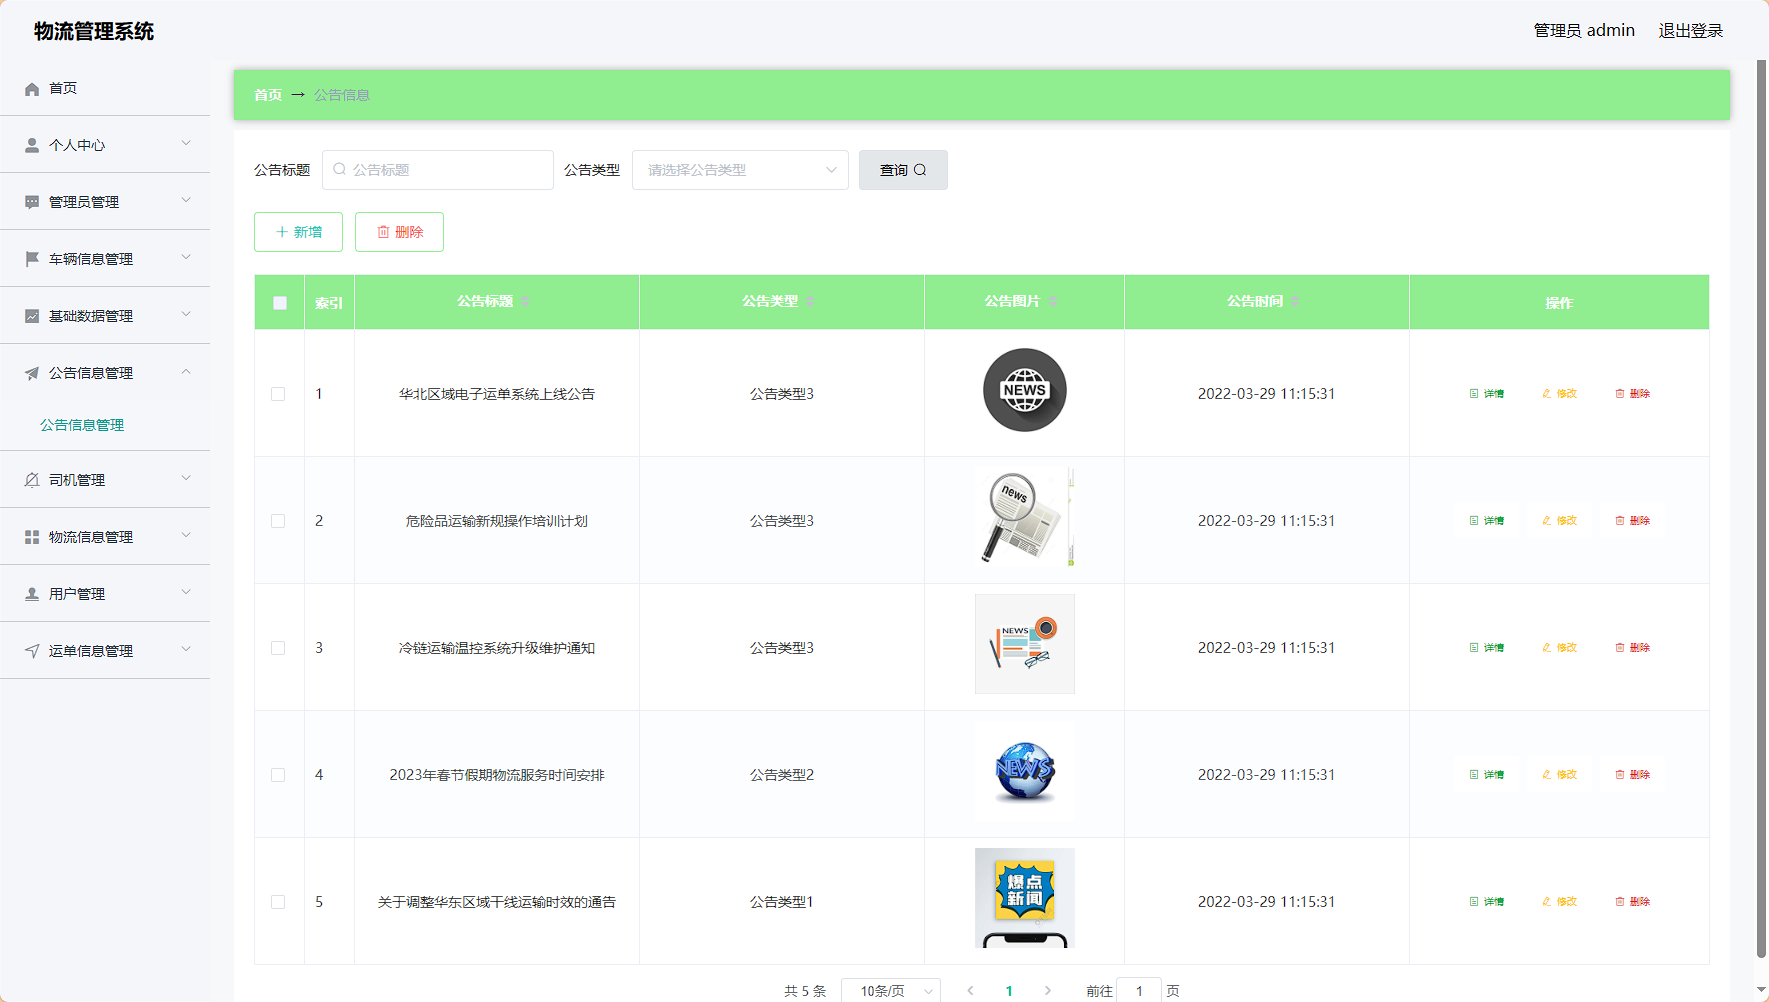 物流管理系统
管理员 admin
退出登录
首页
个人中心
管理员管理
车辆信息管理
基础数据管理
公告信息管理
公告信息管理
司机管理
物流信息管理
用户管理
运单信息管理
首页 → 公告信息
公告标题 公告标题 公告类型 请选择公告类型 查询
新增 删除
索引 公告标题 公告类型 公告图片 公告时间 操作
1 华北区域电子运单系统上线公告 公告类型3 NEWS 2022-03-29 11:15:31 详情 修改 删除
2 危险品运输新规操作培训计划 公告类型3 news 2022-03-29 11:15:31 详情 修改 删除
3 冷链运输温控系统升级维护通知 公告类型3 NEWS 2022-03-29 11:15:31 详情 修改 删除
4 2023年春节假期物流服务时间安排 公告类型2 NEWS 2022-03-29 11:15:31 详情 修改 删除
5 关于调整华东区域干线运输时效的通告 公告类型1 爆点新闻 2022-03-29 11:15:31 详情 修改 删除
共 5 条 10条/页 1 前往 1 页